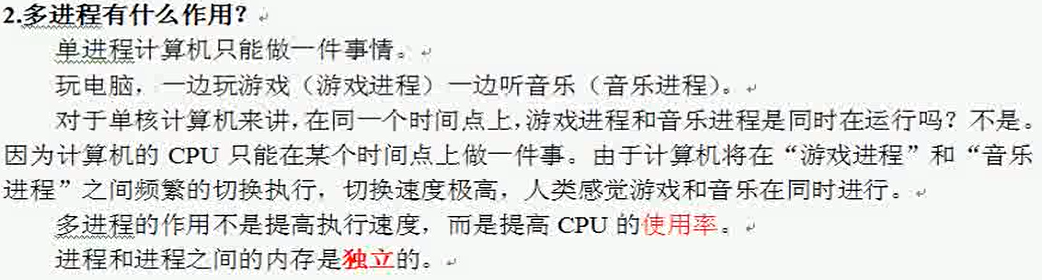 2.多进程有什么作用？
单进程计算机只能做一件事情。
玩电脑，一边玩游戏（游戏进程）一边听音乐（音乐进程）。
对于单核计算机来讲，在同一个时间点上，游戏进程和音乐进程是同时在运行吗？不是。
因为计算机的 CPU 只能在某个时间点上做一件事。由于计算机将在“游戏进程”和“音乐
进程”之间频繁的切换执行，切换速度极高，人类感觉游戏和音乐在同时进行。
多进程的作用不是提高执行速度，而是提高 CPU 的使用率。
进程和进程之间的内存是独立的。